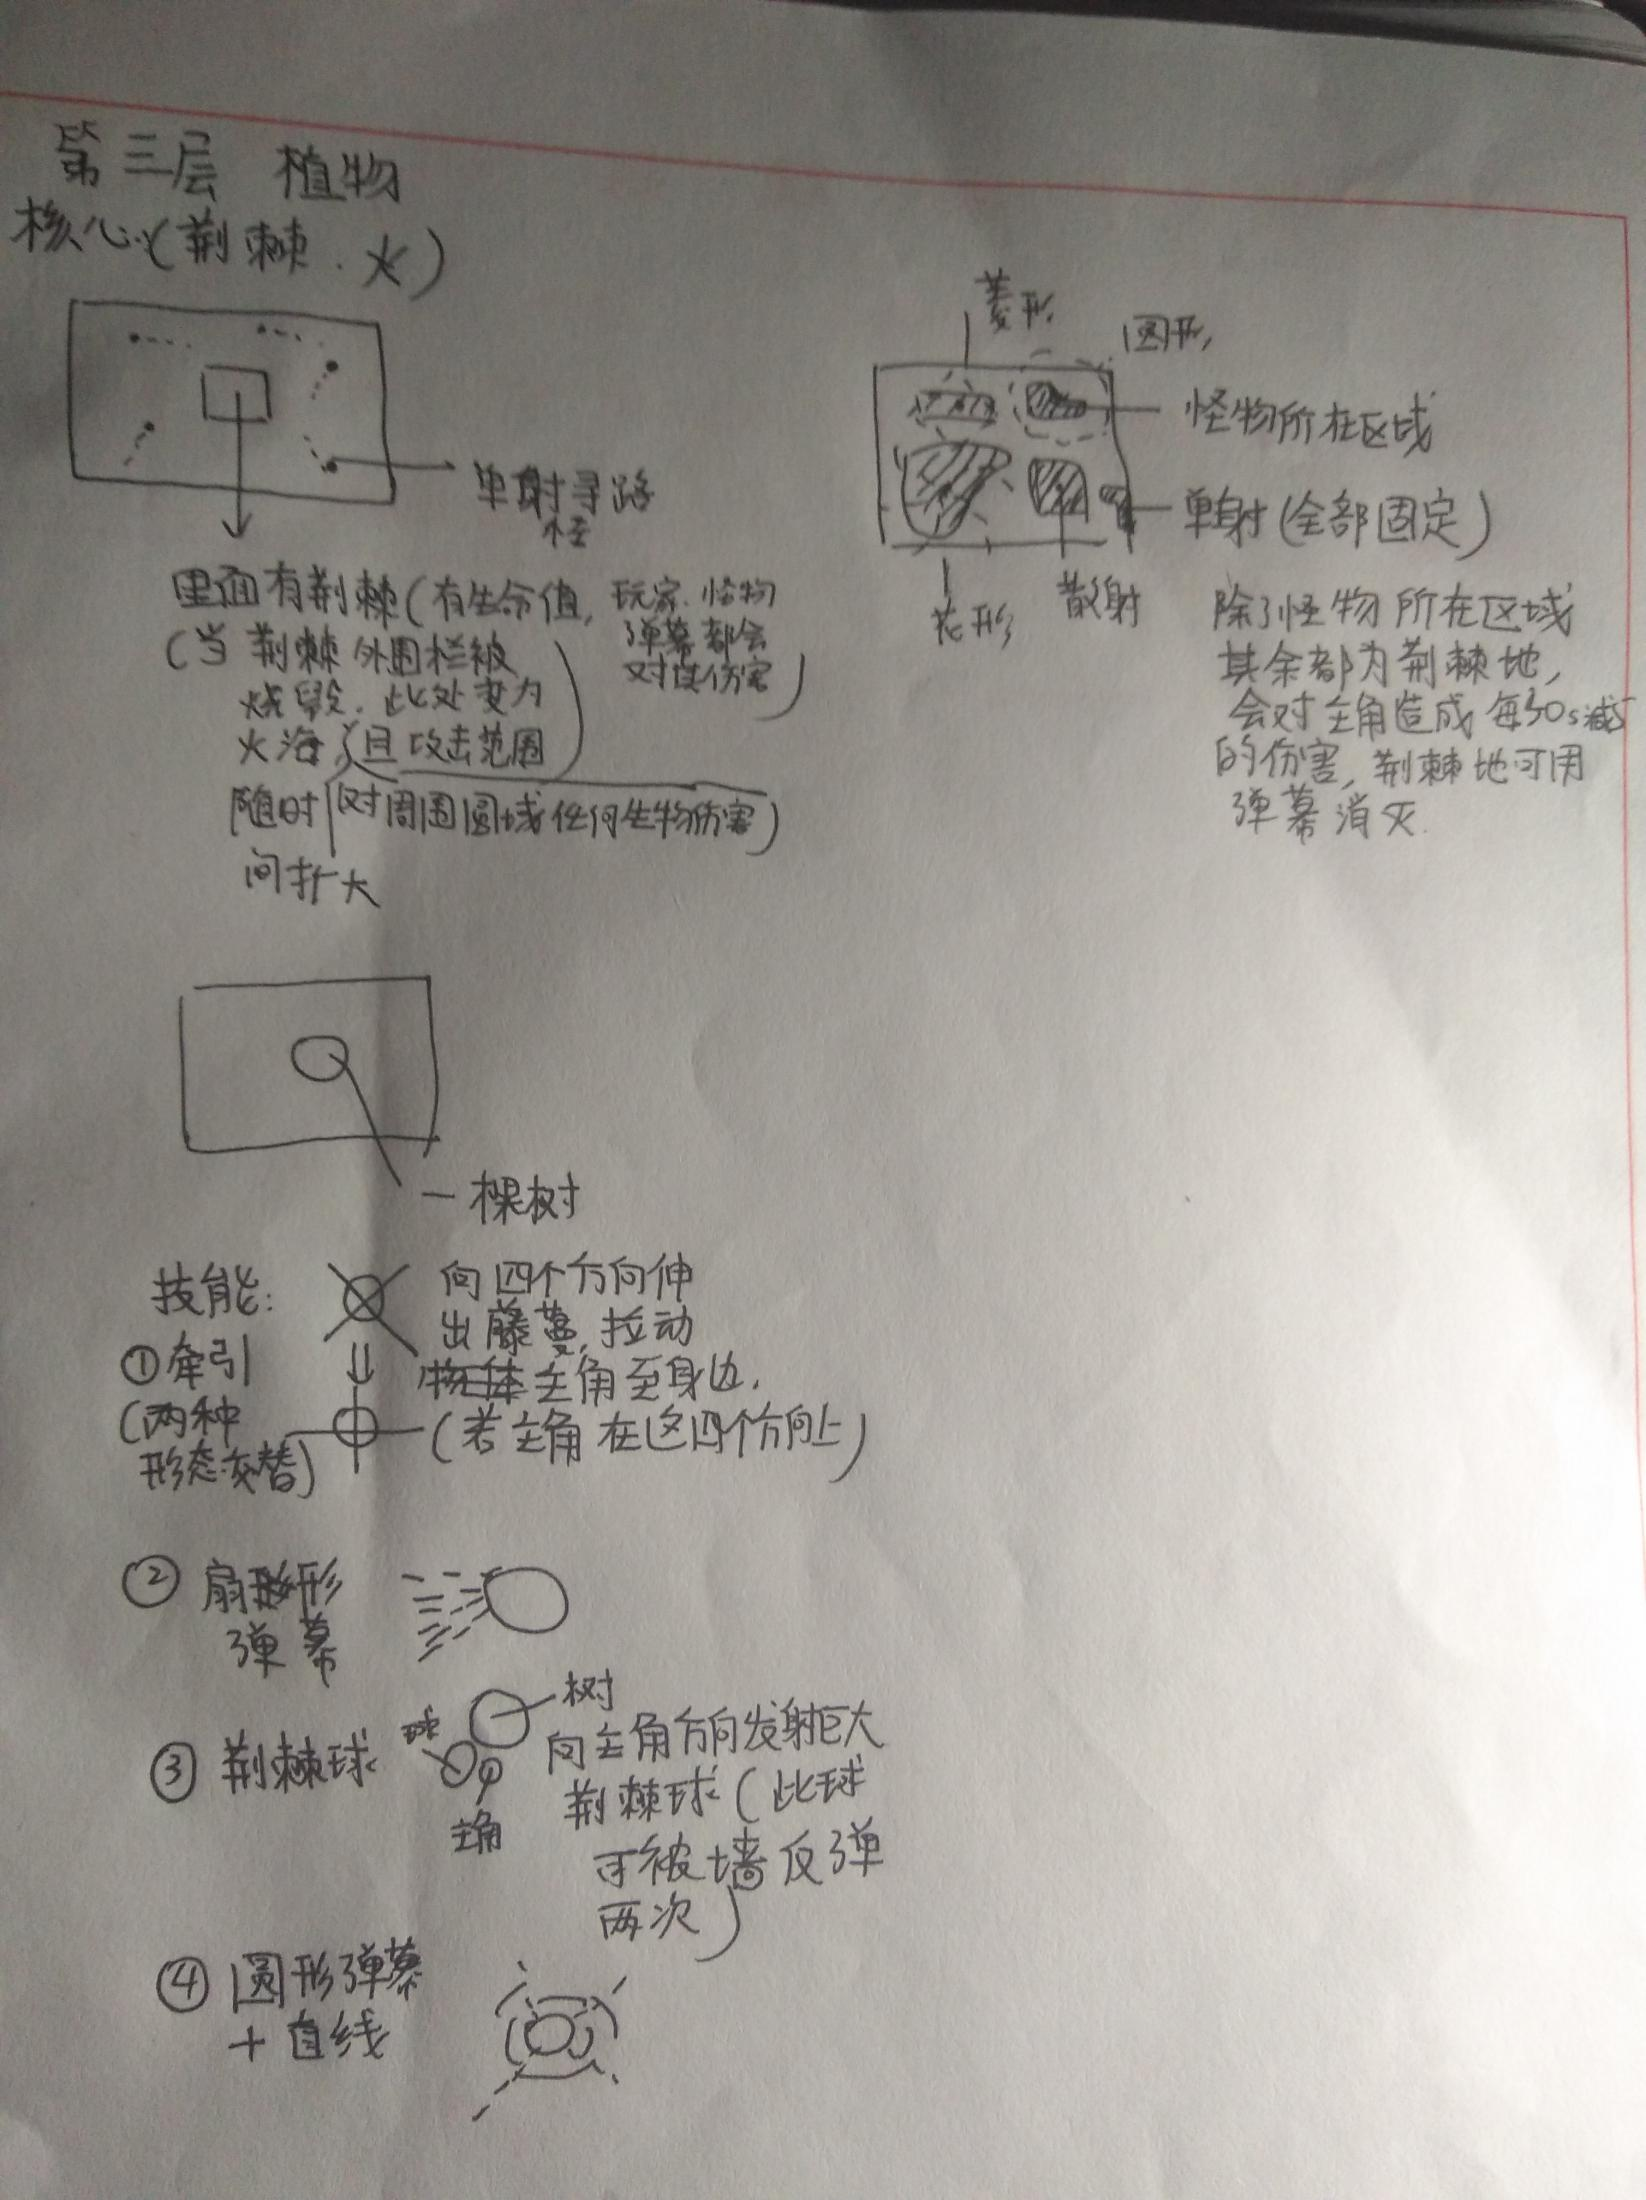 第三层 植物
核心(荆棘.火)
单射寻路
怪
里面有荆棘(有生命值,玩家.怪物
弹幕都会
对其伤害)
(当荆棘外围栏被
烧毁.此处变为
火海,且攻击范围)
随时(对周围圆域任何生物伤害)
间扩大
菱形
圆形
怪物所在区域
单射(全部固定)
花形
散射
除了怪物所在区域
其余都为荆棘地,
会对主角造成每30s减
的伤害,荆棘地可用
弹幕消灭.
一棵树
技能:
①牵引
(两种
形态交替)
向四个方向伸
出藤蔓,拉动
主角至身边.
(若主角在这四个方向上)
②扇形
弹幕
③荆棘球
球
树
主角
向主角方向发射巨大
荆棘球(此球
可被墙反弹
两次)
④圆形弹幕
+直线